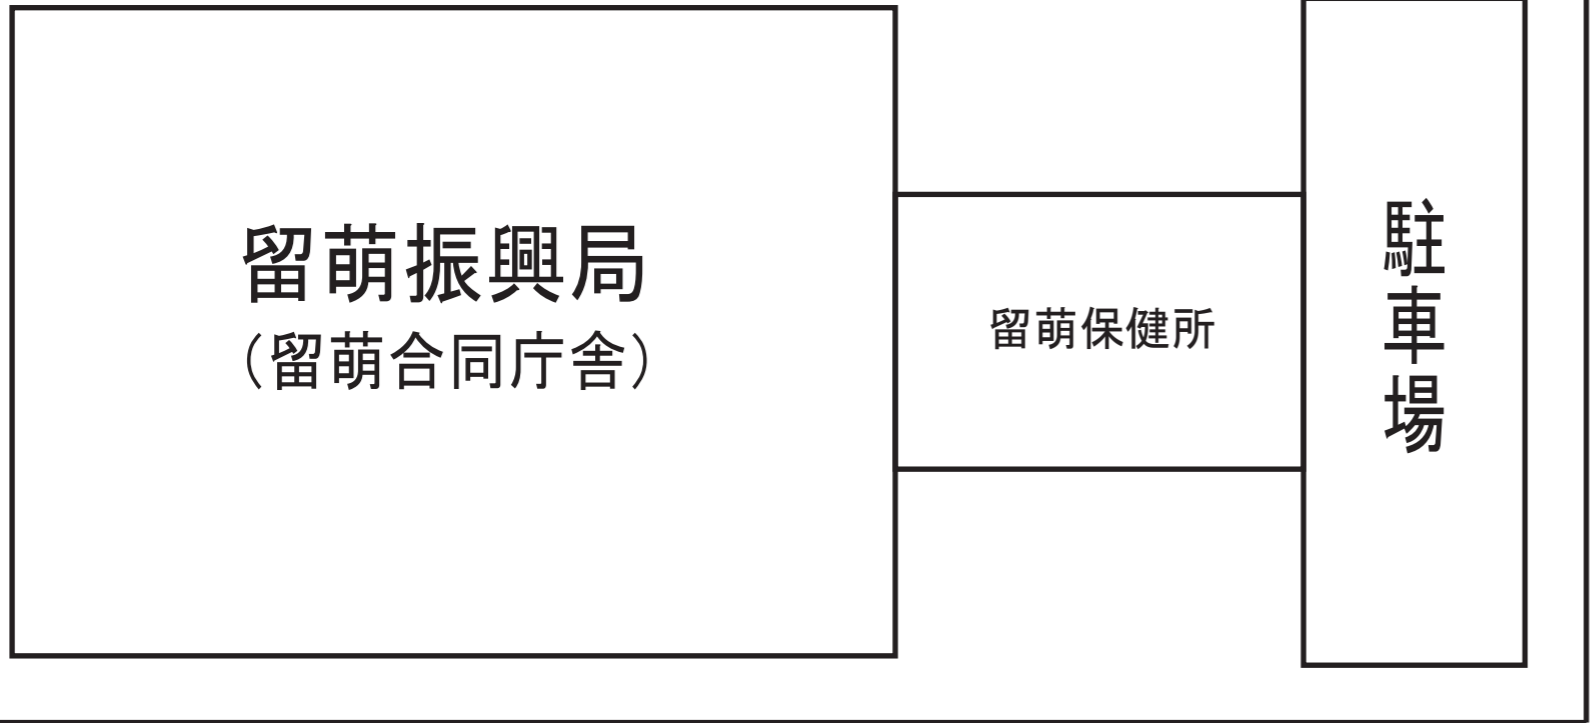 留萌振興局
（留萌合同庁舎）
留萌保健所
駐車場